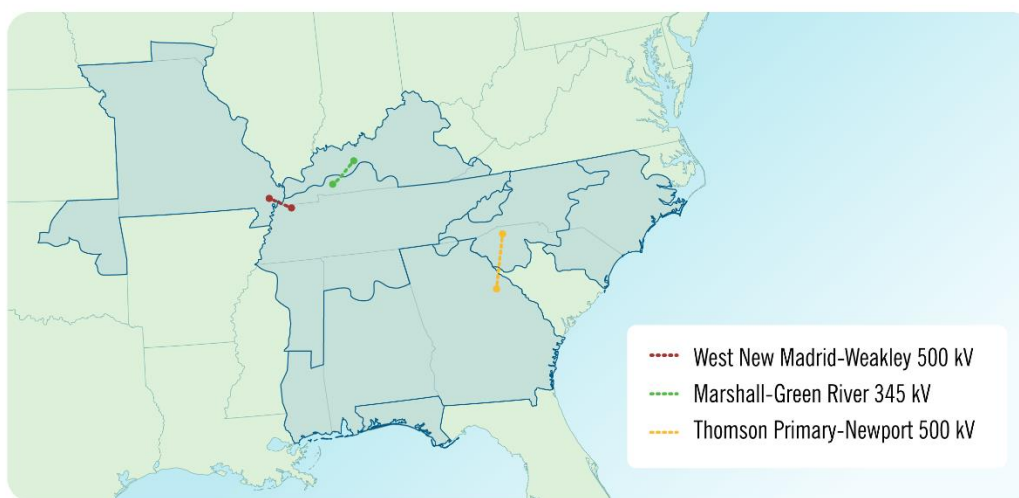 West New Madrid-Weakley 500 kV
Marshall-Green River 345 kV
Thomson Primary-Newport 500 kV